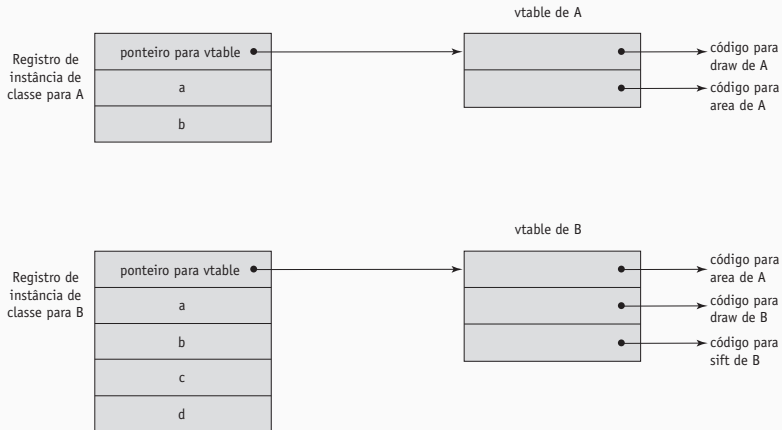 vtable de A
Registro de
instância de
classe para A
ponteiro para vtable
a
b
código para
draw de A
código para
area de A
vtable de B
Registro de
instância de
classe para B
ponteiro para vtable
a
b
c
d
código para
area de A
código para
draw de B
código para
sift de B